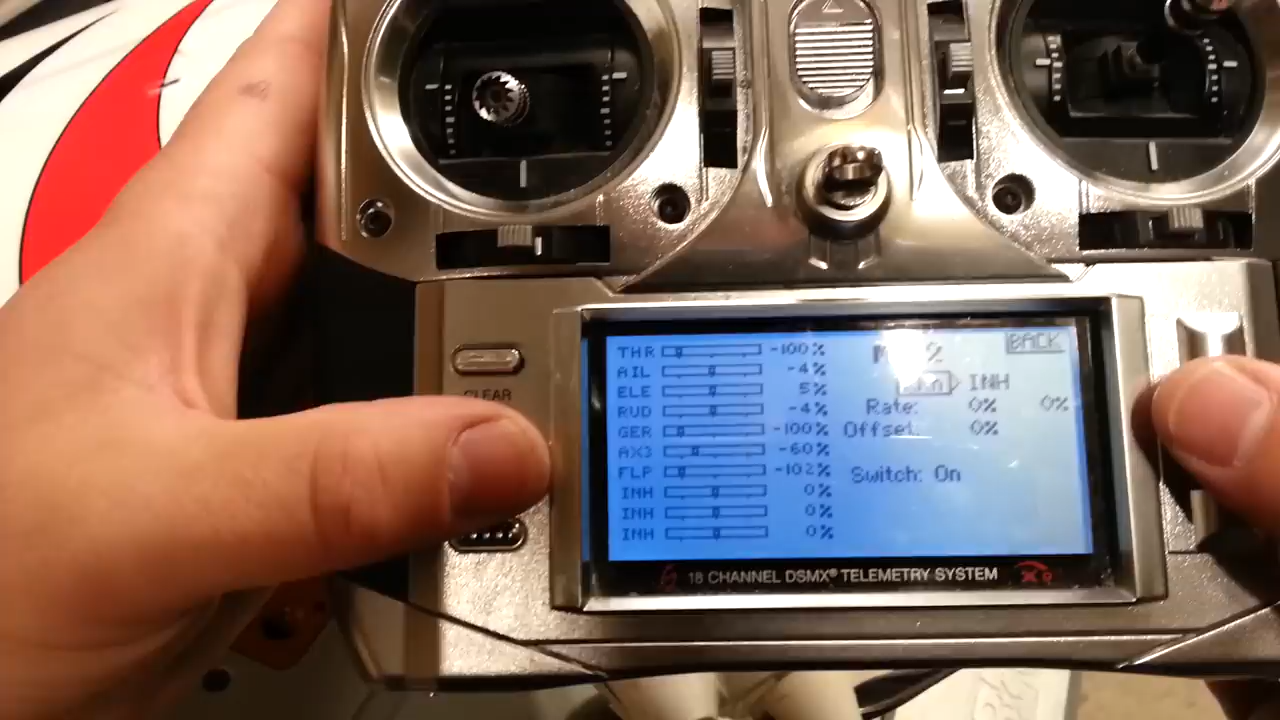 CLEAR
THR -100%
AIL -4%
ELE 5%
RUD -4%
GER -100%
AX3 -60%
FLP -102%
INH 0%
INH 0%
INH 0%
BACK
INH
Rate: 0% 0%
Offset: 0%
Switch: On
18 CHANNEL DSMX® TELEMETRY SYSTEM